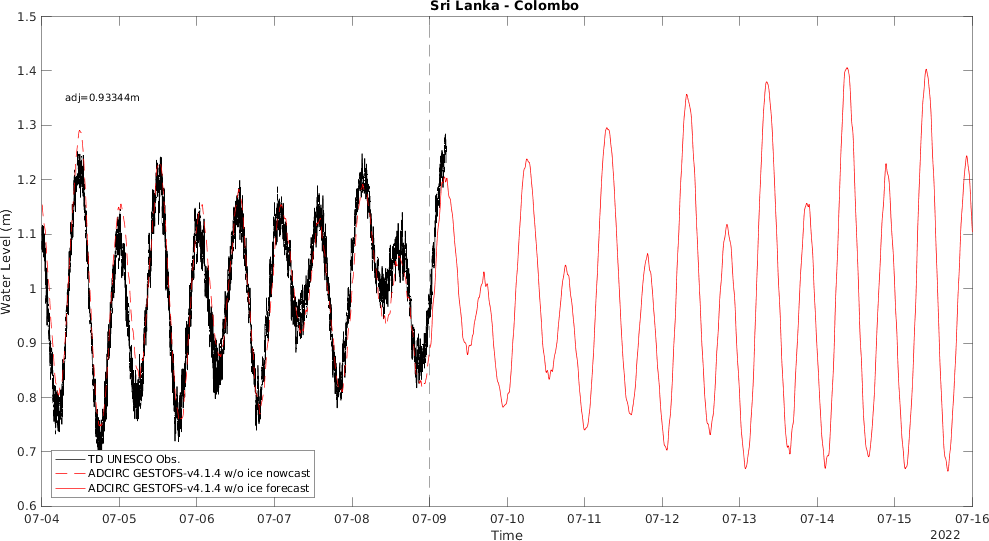 Sri Lanka - Colombo
1.5
1.4
1.3
1.2
1.1
1
0.9
0.8
0.7
0.6
Water Level (m)
adj=0.93344m
TD UNESCO Obs.
ADCIRC GESTOFS-v4.1.4 w/o ice nowcast
ADCIRC GESTOFS-v4.1.4 w/o ice forecast
07-04 07-05 07-06 07-07 07-08 07-09 07-10 07-11 07-12 07-13 07-14 07-15 07-16
Time
2022